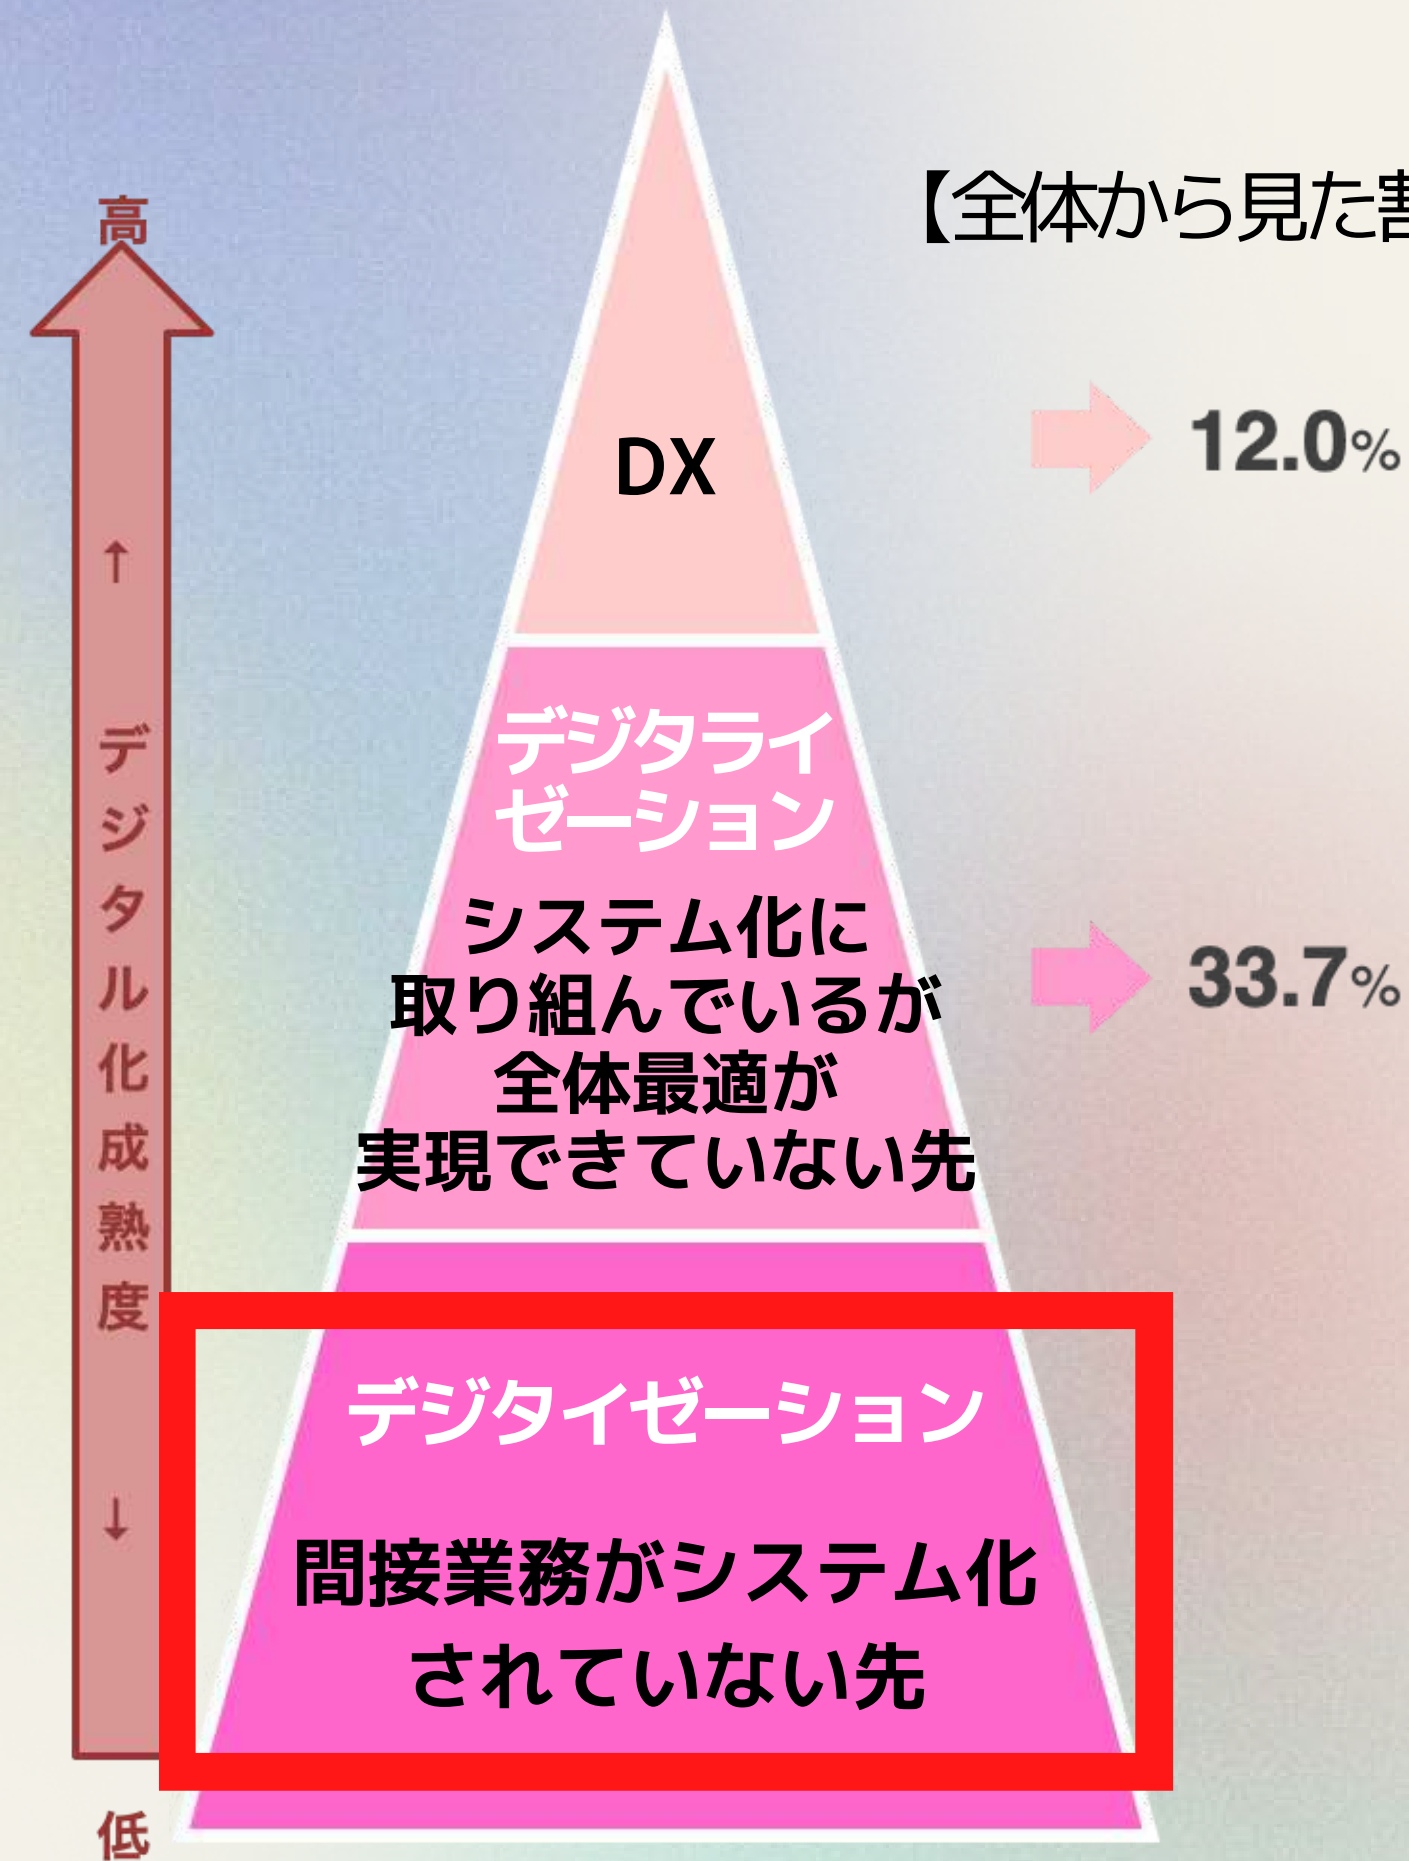 高
↑
デジタル化成熟度
↓
低
【全体から見た割
DX
12.0%
デジタライ
ゼーション
システム化に
取り組んでいるが
全体最適が
実現できていない先
33.7%
デジタイゼーション
間接業務がシステム化
されていない先